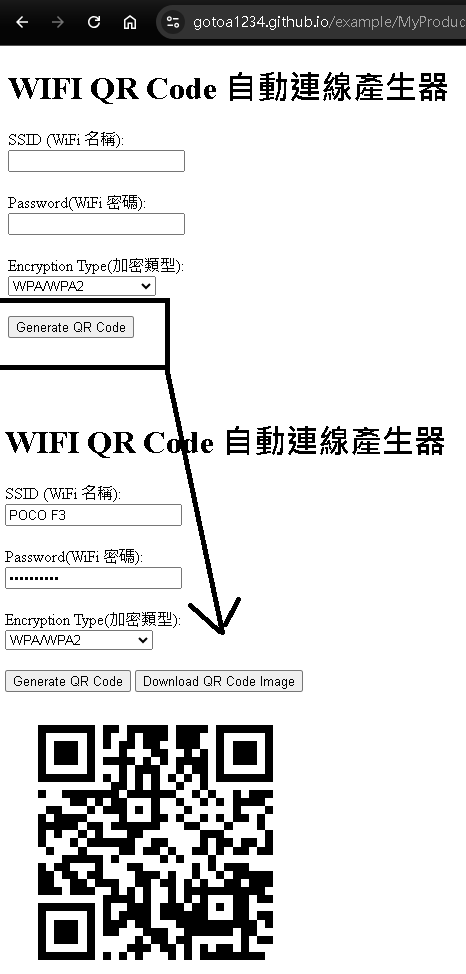 gotoa1234.github.io/example/MyProduc
WIFI QR Code 自動連線產生器
SSID (WiFi 名稱):
Password(WiFi 密碼):
Encryption Type(加密類型):
WPA/WPA2
Generate QR Code
WIFI QR Code 自動連線產生器
SSID (WiFi 名稱):
POCO F3
Password(WiFi 密碼):
••••••••••
Encryption Type(加密類型):
WPA/WPA2
Generate QR Code Download QR Code Image